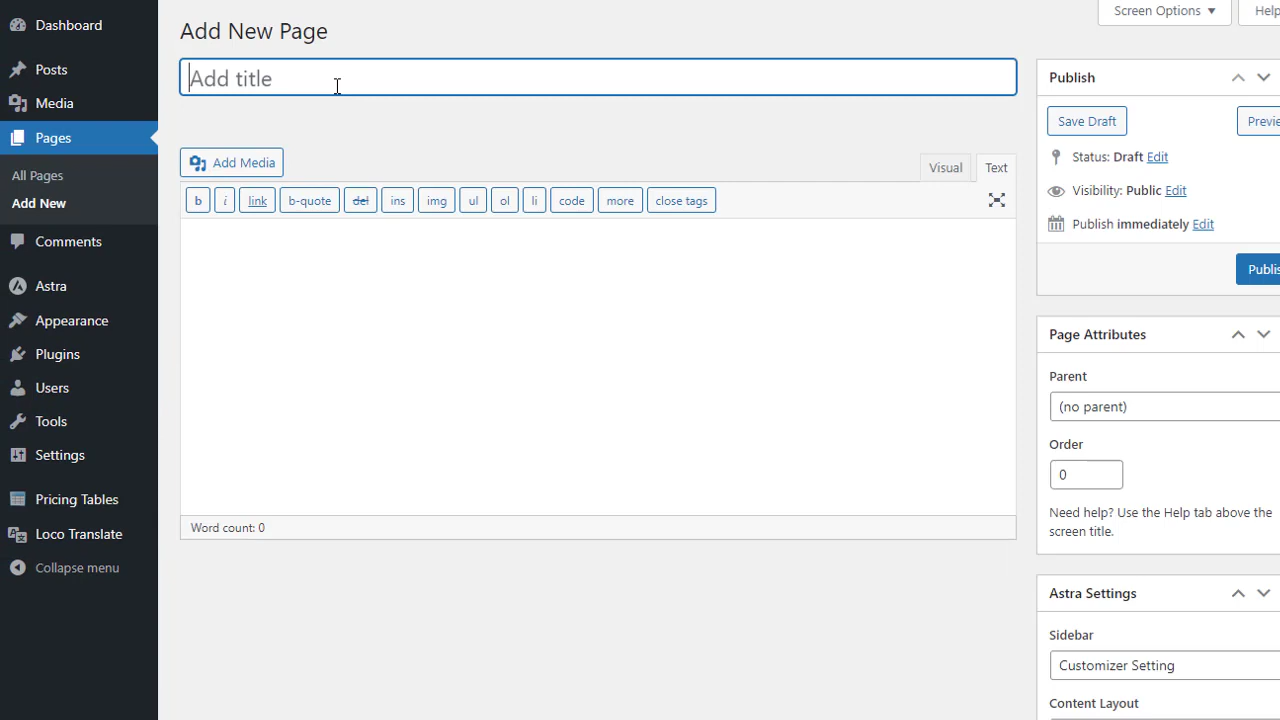 Dashboard
Posts
Media
Pages
All Pages
Add New
Comments
Astra
Appearance
Plugins
Users
Tools
Settings
Pricing Tables
Loco Translate
Collapse menu
Screen Options
Help
Add New Page
Add title
Add Media
Visual
Text
b
i
link
b-quote
del
ins
img
ul
ol
li
code
more
close tags
Word count: 0
Publish
Save Draft
Previe
Status: Draft Edit
Visibility: Public Edit
Publish immediately Edit
Publis
Page Attributes
Parent
(no parent)
Order
0
Need help? Use the Help tab above the
screen title.
Astra Settings
Sidebar
Customizer Setting
Content Layout